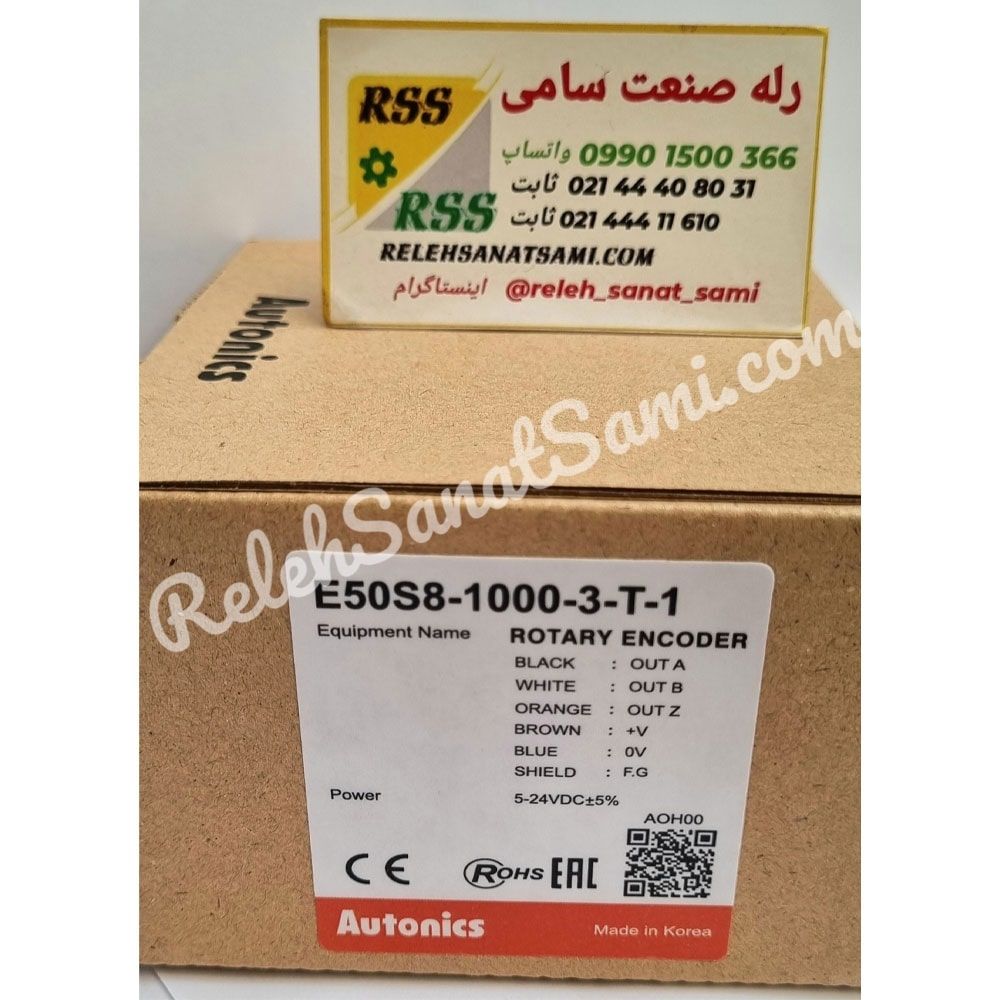 RSS
رله صنعت سامی
واتساپ 0990 1500 366
ثابت 021 44 40 80 31
RSS
ثابت 021 444 11 610
RELEHSANATSAMI.COM
اینستاگرام @releh_sanat_sami
Autonics
RelehSanatSami.com
E50S8-1000-3-T-1
Equipment Name ROTARY ENCODER
BLACK : OUT A
WHITE : OUT B
ORANGE : OUT Z
BROWN : +V
BLUE : 0V
SHIELD : F.G
Power 5-24VDC±5%
AOH00
CE RoHS EAC
Autonics Made in Korea